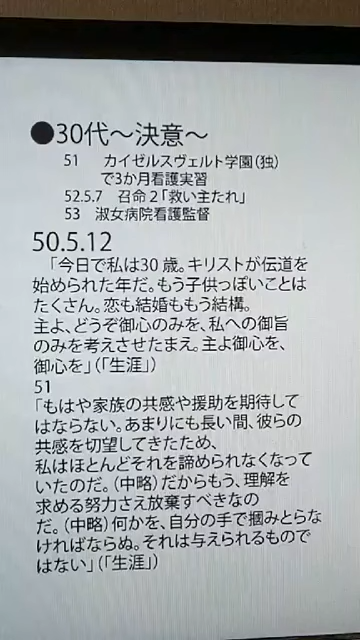 ●30代～決意～
51　カイゼルスヴェルト学園(独)
で3か月看護実習
52.5.7　召命2「救い主たれ」
53　淑女病院看護監督
50.5.12
「今日で私は30歳。キリストが伝道を
始められた年だ。もう子供っぽいことは
たくさん。恋も結婚ももう結構。
主よ、どうぞ御心のみを、私への御旨
のみを考えさせたまえ。主よ御心を、
御心を」(「生涯」)
51
「もはや家族の共感や援助を期待して
はならない。あまりにも長い間、彼らの
共感を切望してきたため、
私はほとんどそれを諦められなくなって
いたのだ。(中略)だからもう、理解を
求める努力さえ放棄すべきなの
だ。(中略)何かを、自分の手で掴みとらな
ければならぬ。それは与えられるもので
はない」(「生涯」)